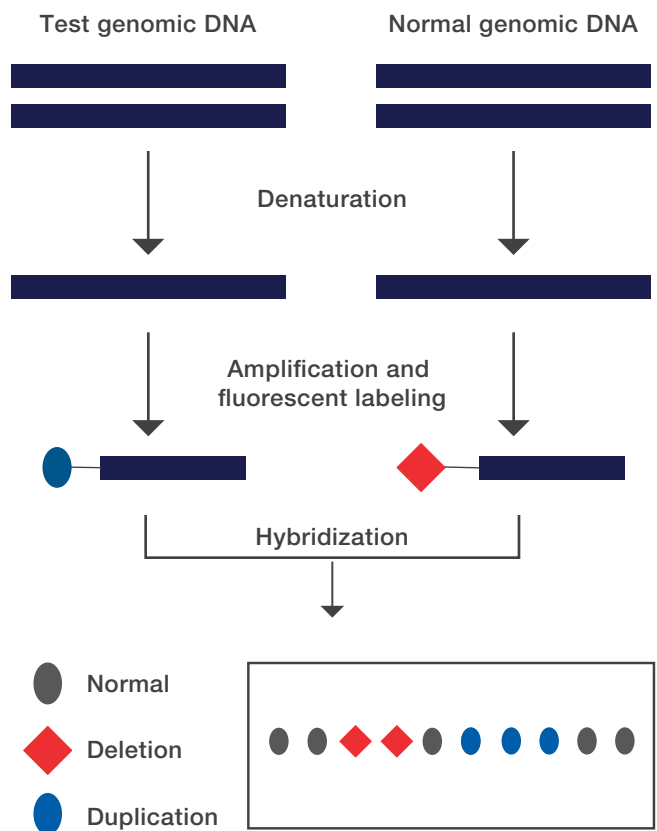 Test genomic DNA
Normal genomic DNA
Denaturation
Amplification and
fluorescent labeling
Hybridization
Normal
Deletion
Duplication